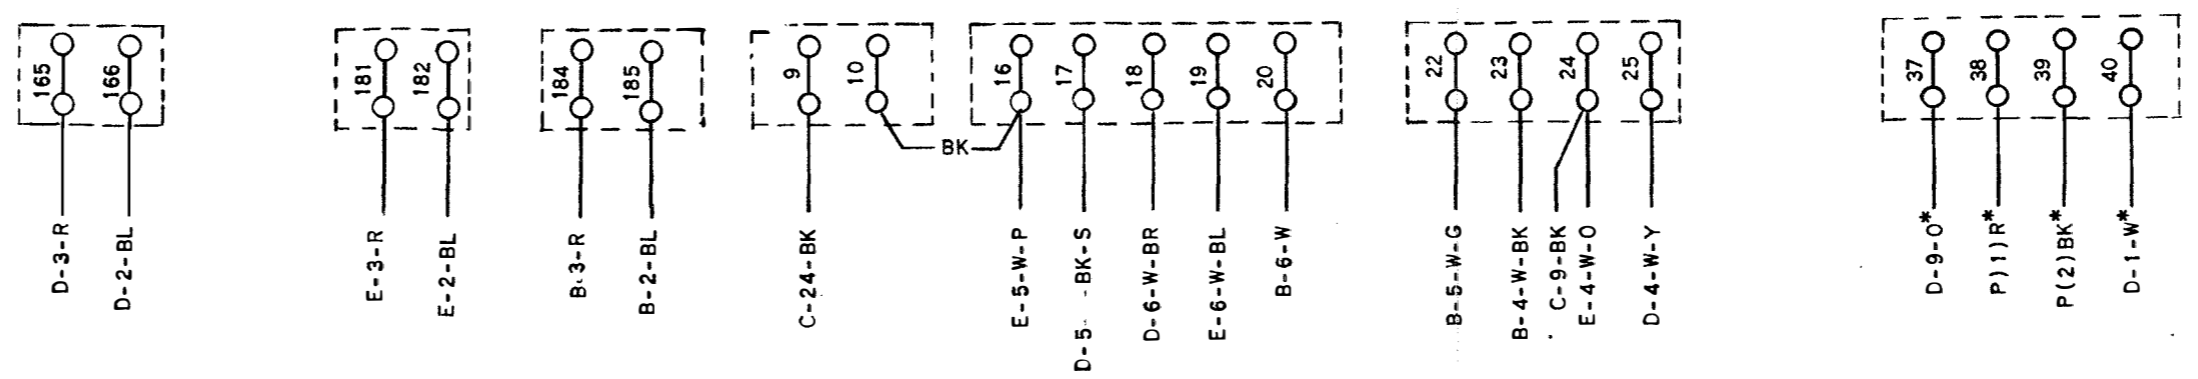 165
166
181
182
184
185
9
10
16
17
18
19
20
22
23
24
25
37
38
39
40
BK
D-3-R
D-2-BL
E-3-R
E-2-BL
B-3-R
B-2-BL
C-24-BK
E-5-W-P
D-5 -BK-S
D-6-W-BR
E-6-W-BL
B-6-W
B-5-W-G
B-4-W-BK
C-9-BK
E-4-W-O
D-4-W-Y
D-9-O*
P)1)R*
P(2)BK*
D-1-W*